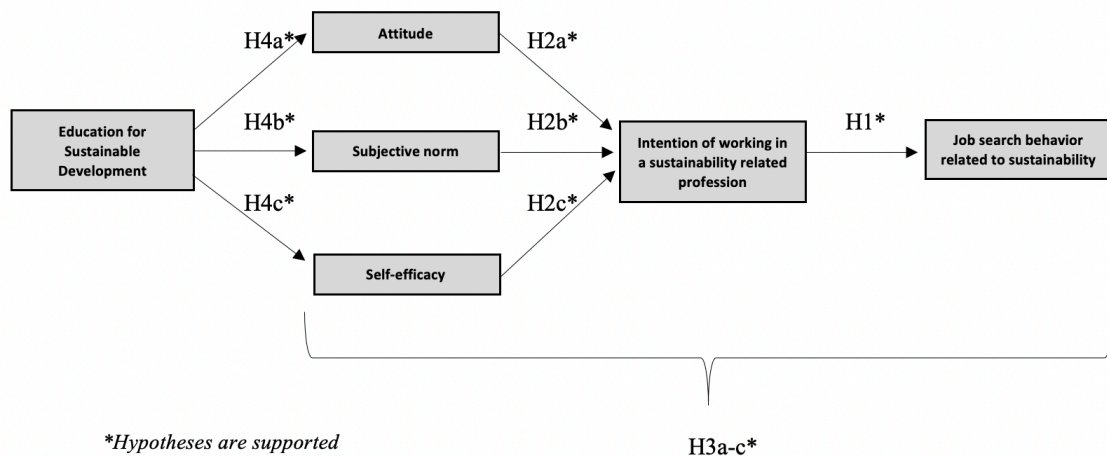 H4a*
Attitude
H2a*
Education for
Sustainable
Development
H4b*
Subjective norm
H2b*
Intention of working in
a sustainability related
profession
H1*
Job search behavior
related to sustainability
H4c*
Self-efficacy
H2c*
*Hypotheses are supported
H3a-c*